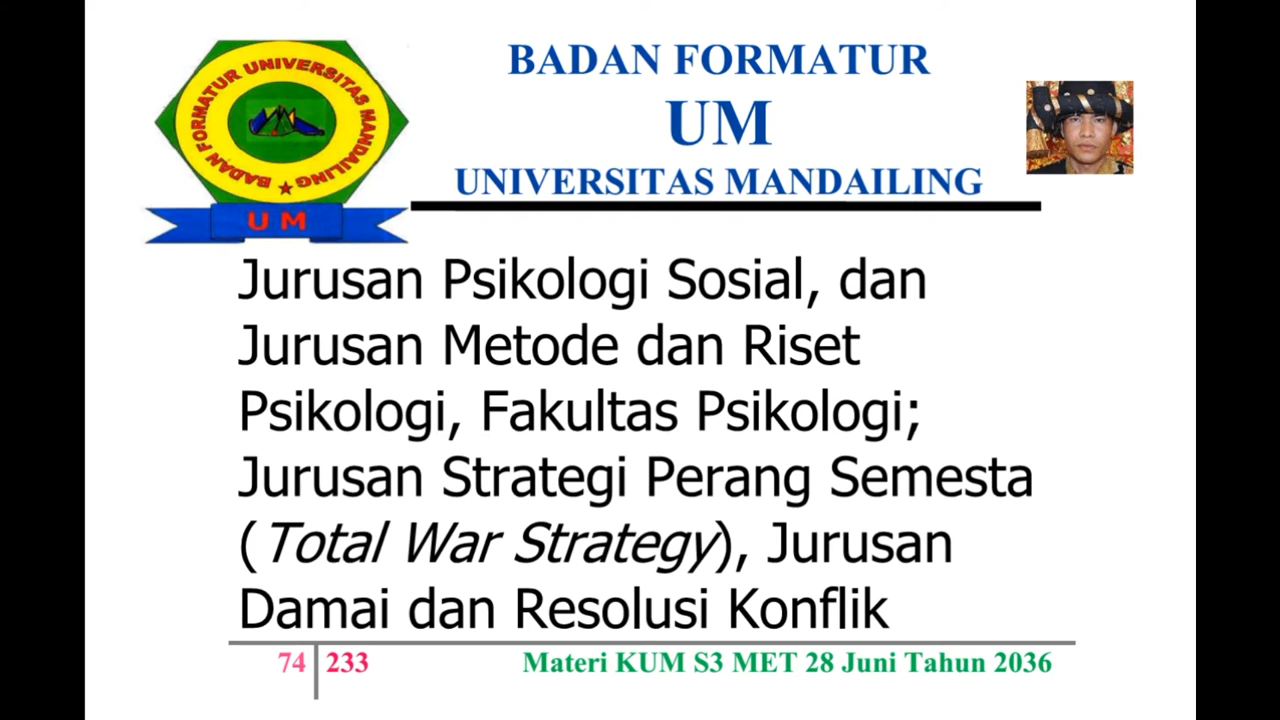 BADAN FORMATUR UNIVERSITAS MANDAILING
U M
BADAN FORMATUR
UM
UNIVERSITAS MANDAILING
Jurusan Psikologi Sosial, dan
Jurusan Metode dan Riset
Psikologi, Fakultas Psikologi;
Jurusan Strategi Perang Semesta
(Total War Strategy), Jurusan
Damai dan Resolusi Konflik
74 233 Materi KUM S3 MET 28 Juni Tahun 2036